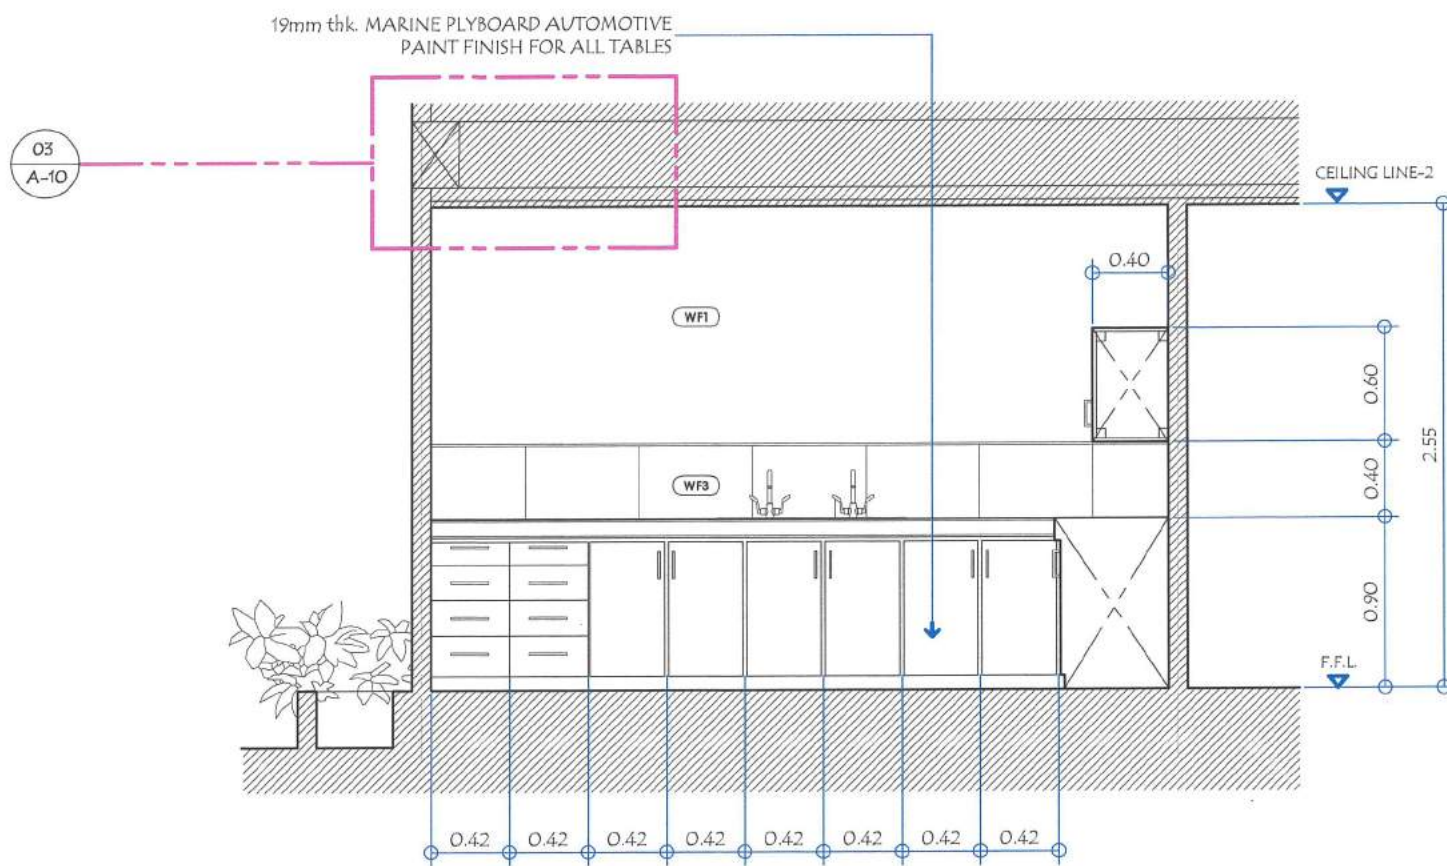 19mm thk. MARINE PLYBOARD AUTOMOTIVE
PAINT FINISH FOR ALL TABLES
03
A-10
CEILING LINE-2
0.40
WF1
0.60
2.55
WF3
0.40
0.90
F.F.L.
0.42 0.42 0.42 0.42 0.42 0.42 0.42 0.42